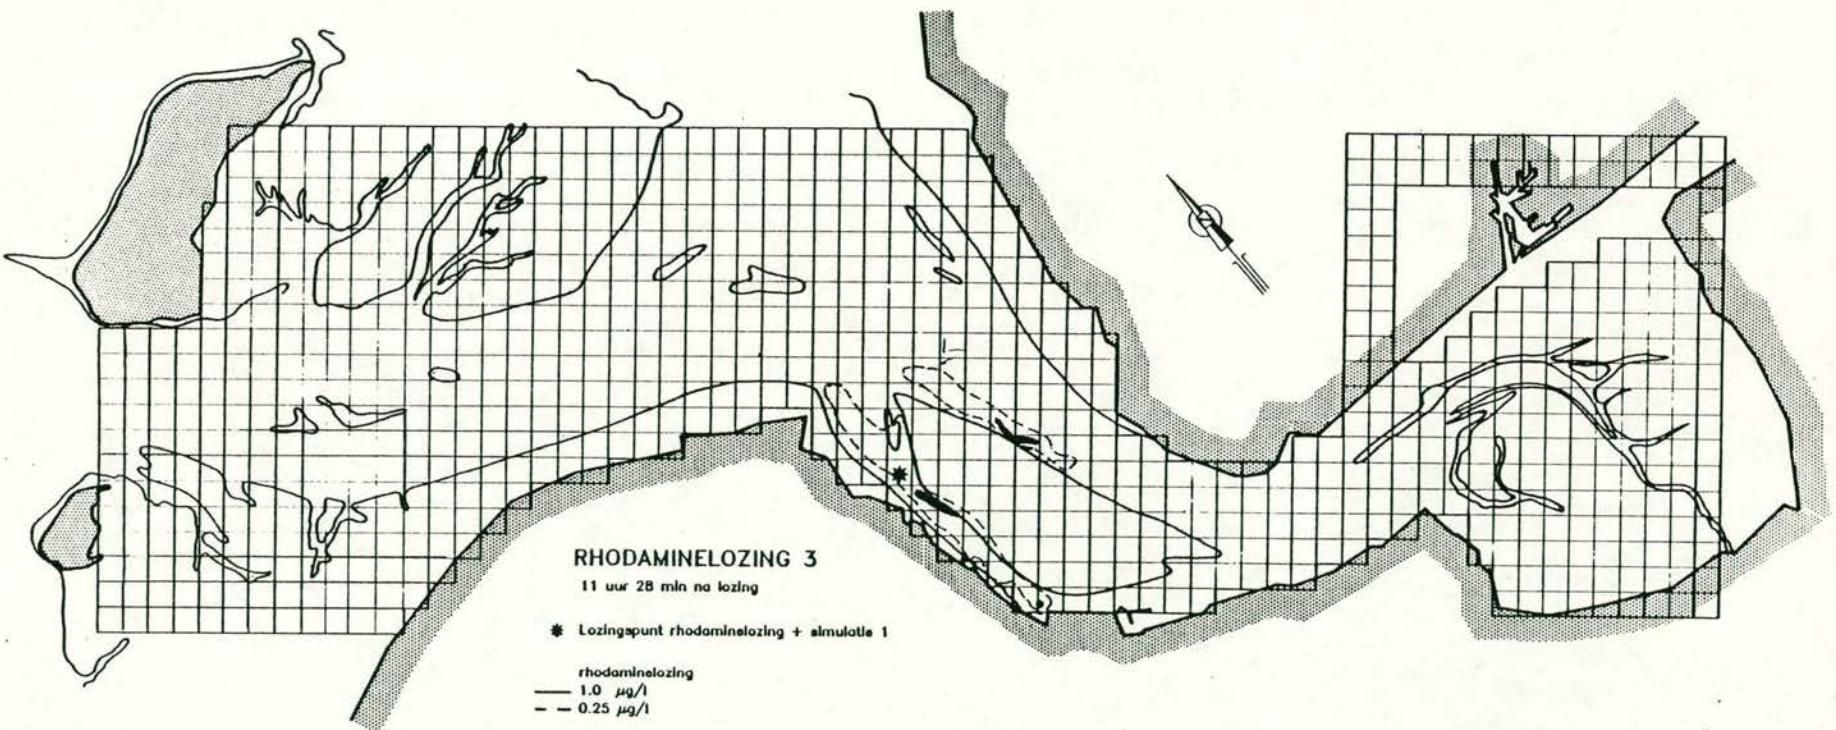 RHODAMINELOZING 3
11 uur 28 min na lozing
✷ Lozingspunt rhodaminelozing + simulatie 1
rhodaminelozing
—— 1.0 µg/l
– – 0.25 µg/l